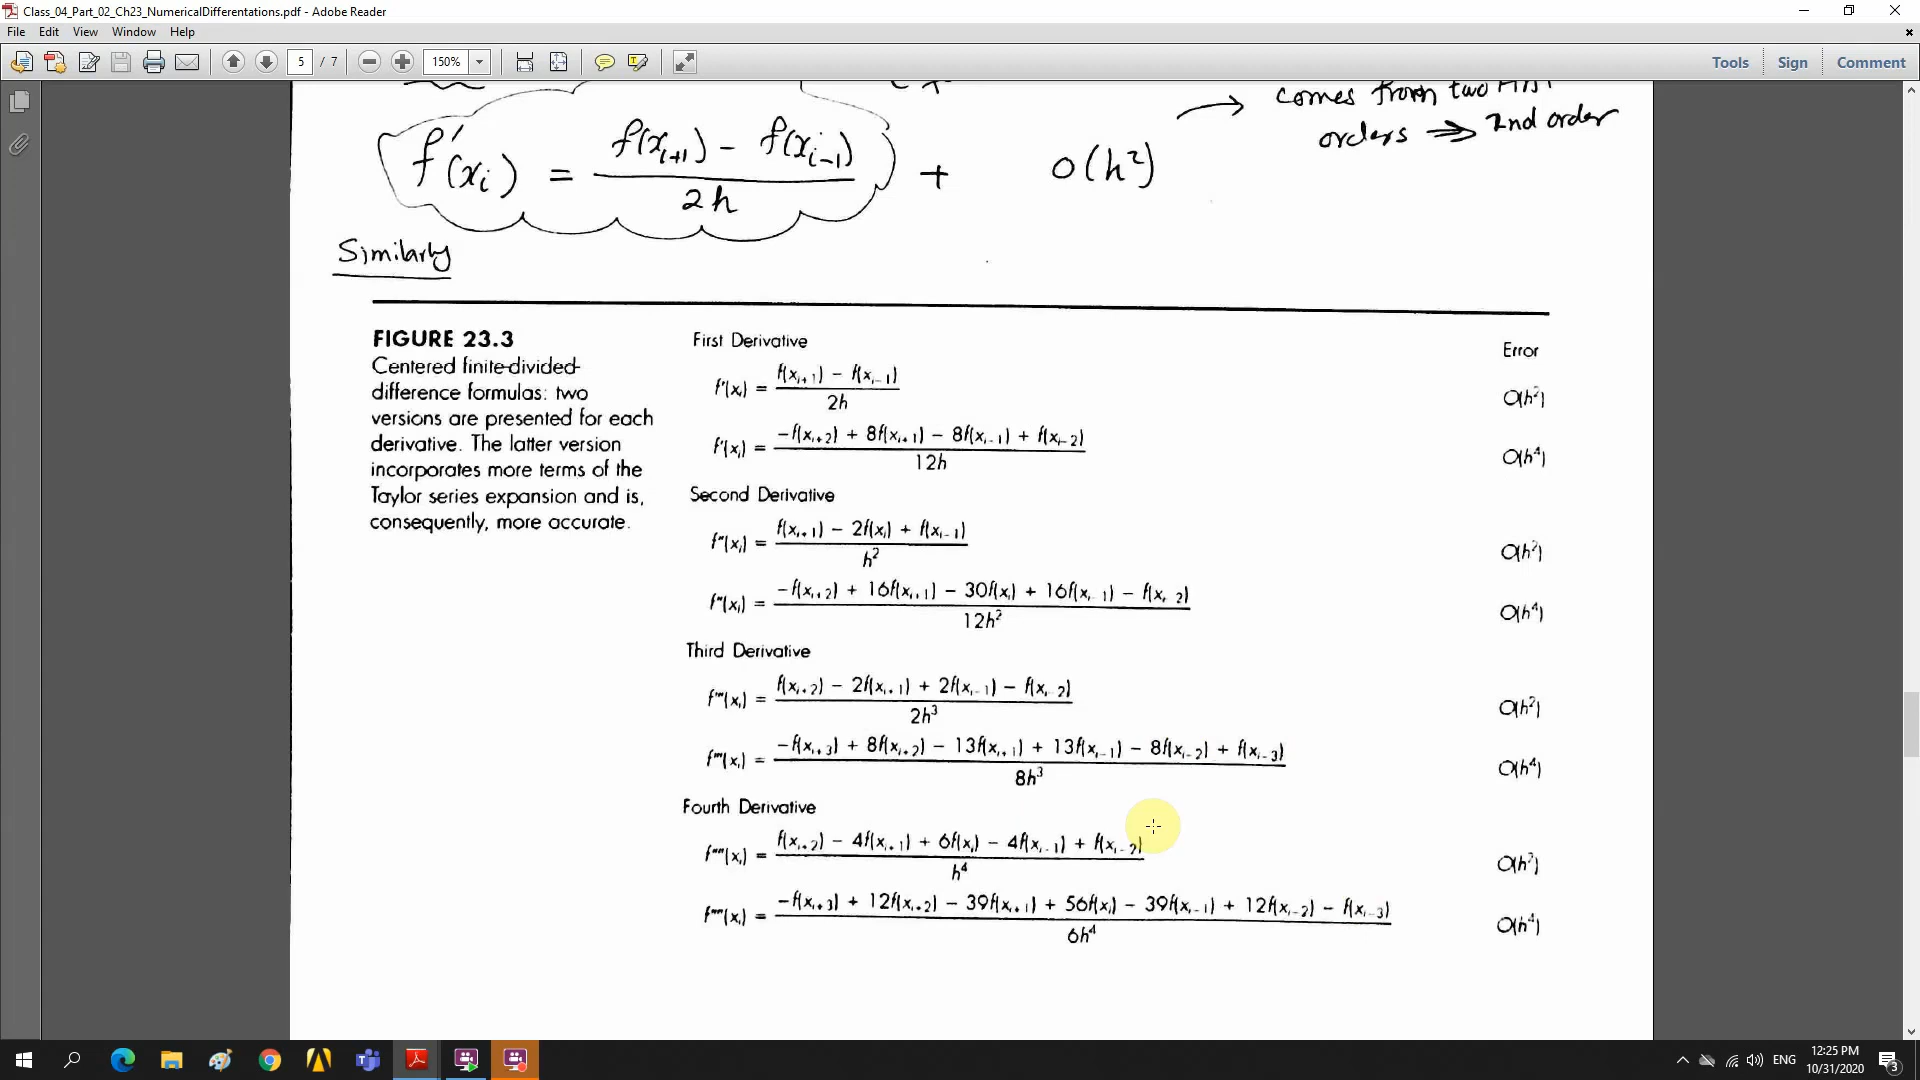 Class_04_Part_02_Ch23_NumericalDifferentations.pdf - Adobe Reader
File Edit View Window Help
5 / 7 150% Tools Sign Comment
comes from two
orders ⇒ 2nd order
f'(xᵢ) = f(xᵢ₊₁) - f(xᵢ₋₁) / 2h + O(h²)
Similarly
FIGURE 23.3
Centered finite-divided-
difference formulas: two
versions are presented for each
derivative. The latter version
incorporates more terms of the
Taylor series expansion and is,
consequently, more accurate.
First Derivative
Error
f'(xᵢ) = f(xᵢ₊₁) − f(xᵢ₋₁) / 2h O(h²)
f'(xᵢ) = −f(xᵢ₊₂) + 8f(xᵢ₊₁) − 8f(xᵢ₋₁) + f(xᵢ₋₂) / 12h O(h⁴)
Second Derivative
f''(xᵢ) = f(xᵢ₊₁) − 2f(xᵢ) + f(xᵢ₋₁) / h² O(h²)
f''(xᵢ) = −f(xᵢ₊₂) + 16f(xᵢ₊₁) − 30f(xᵢ) + 16f(xᵢ₋₁) − f(xᵢ₋₂) / 12h² O(h⁴)
Third Derivative
f'''(xᵢ) = f(xᵢ₊₂) − 2f(xᵢ₊₁) + 2f(xᵢ₋₁) − f(xᵢ₋₂) / 2h³ O(h²)
f'''(xᵢ) = −f(xᵢ₊₃) + 8f(xᵢ₊₂) − 13f(xᵢ₊₁) + 13f(xᵢ₋₁) − 8f(xᵢ₋₂) + f(xᵢ₋₃) / 8h³ O(h⁴)
Fourth Derivative
f''''(xᵢ) = f(xᵢ₊₂) − 4f(xᵢ₊₁) + 6f(xᵢ) − 4f(xᵢ₋₁) + f(xᵢ₋₂) / h⁴ O(h²)
f''''(xᵢ) = −f(xᵢ₊₃) + 12f(xᵢ₊₂) − 39f(xᵢ₊₁) + 56f(xᵢ) − 39f(xᵢ₋₁) + 12f(xᵢ₋₂) − f(xᵢ₋₃) / 6h⁴ O(h⁴)
ENG
12:25 PM
10/31/2020
3